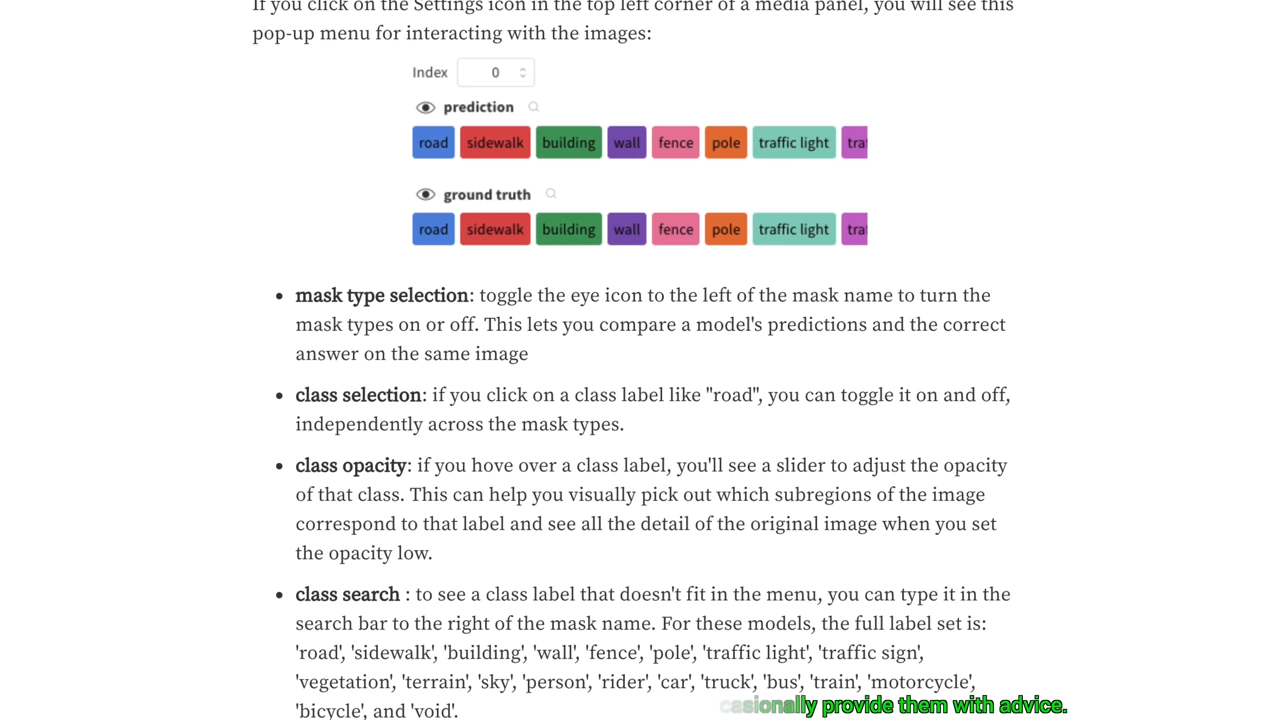 If you click on the Settings icon in the top left corner of a media panel, you will see this
pop-up menu for interacting with the images:
Index 0
prediction
road sidewalk building wall fence pole traffic light tra
ground truth
road sidewalk building wall fence pole traffic light tra
• mask type selection: toggle the eye icon to the left of the mask name to turn the
mask types on or off. This lets you compare a model's predictions and the correct
answer on the same image
• class selection: if you click on a class label like "road", you can toggle it on and off,
independently across the mask types.
• class opacity: if you hove over a class label, you'll see a slider to adjust the opacity
of that class. This can help you visually pick out which subregions of the image
correspond to that label and see all the detail of the original image when you set
the opacity low.
• class search : to see a class label that doesn't fit in the menu, you can type it in the
search bar to the right of the mask name. For these models, the full label set is:
'road', 'sidewalk', 'building', 'wall', 'fence', 'pole', 'traffic light', 'traffic sign',
'vegetation', 'terrain', 'sky', 'person', 'rider', 'car', 'truck', 'bus', 'train', 'motorcycle',
'bicycle', and 'void'.
casionally provide them with advice.